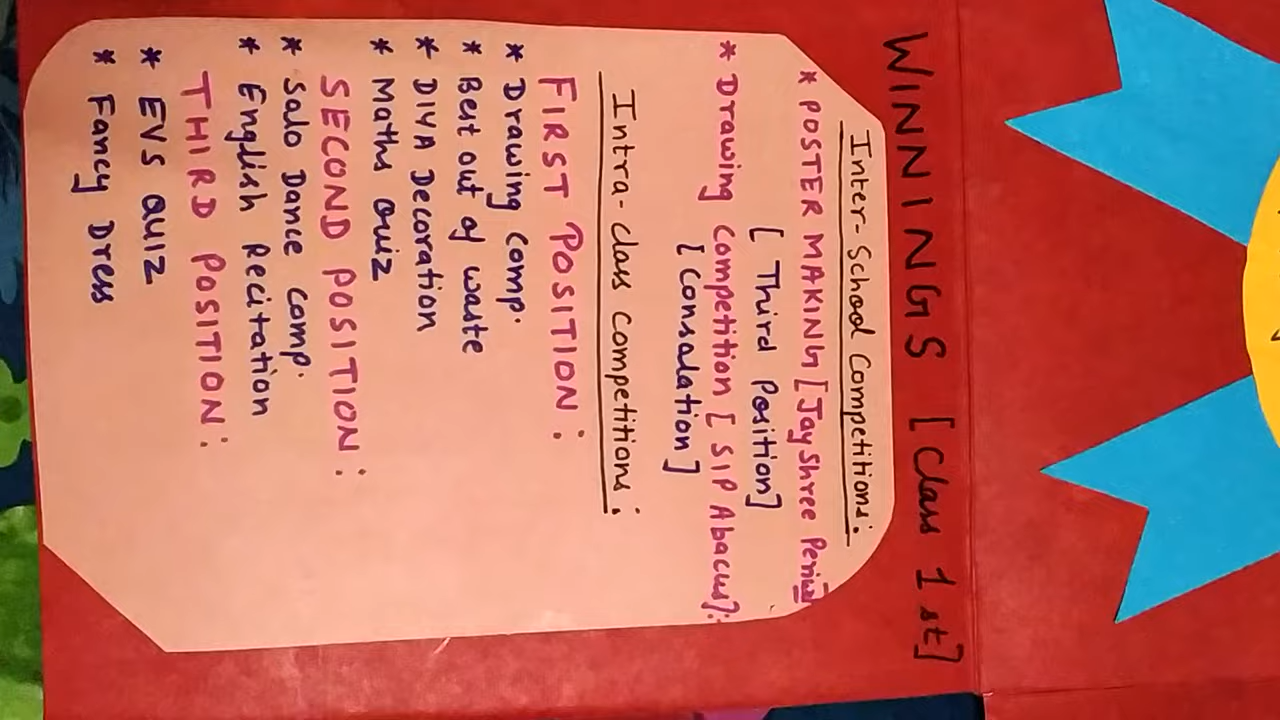 WINNINGS [Class 1st]
Inter-School Competitions:
* POSTER MAKING [Jay Shree Periwal
[Third Position]
* Drawing Competition [SIP Abacus]:
[Consalation]
Intra-class competitions:
FIRST POSITION:
* Drawing comp.
* Best out of waste
* DIYA Decoration
* Maths Quiz
SECOND POSITION:
* Solo Dance comp.
* English Recitation
THIRD POSITION:
* EVS QUIZ
* Fancy Dress